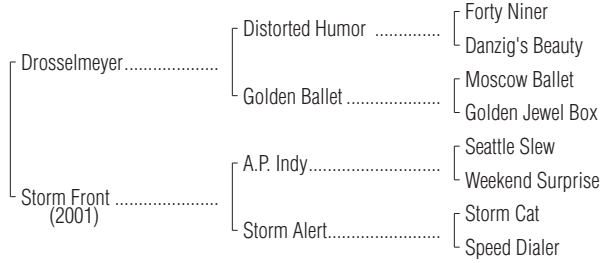 Forty Niner
Distorted Humor ..............
Danzig's Beauty
Drosselmeyer....................
Moscow Ballet
Golden Ballet ....................
Golden Jewel Box
Seattle Slew
A.P. Indy............................
Weekend Surprise
Storm Front ......................
(2001)
Storm Cat
Storm Alert........................
Speed Dialer